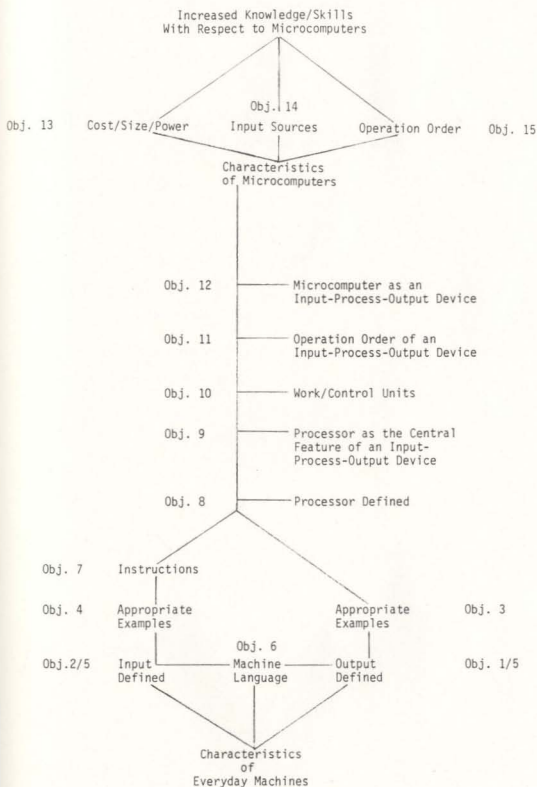 Increased Knowledge/Skills
With Respect to Microcomputers
Obj. 14
Obj. 13 Cost/Size/Power Input Sources Operation Order Obj. 15
Characteristics
of Microcomputers
Obj. 12 Microcomputer as an
Input-Process-Output Device
Obj. 11 Operation Order of an
Input-Process-Output Device
Obj. 10 Work/Control Units
Obj. 9 Processor as the Central
Feature of an Input-
Process-Output Device
Obj. 8 Processor Defined
Obj. 7 Instructions
Obj. 4 Appropriate Appropriate Obj. 3
Examples Examples
Obj. 6
Obj.2/5 Input Machine Output Obj. 1/5
Defined Language Defined
Characteristics
of
Everyday Machines